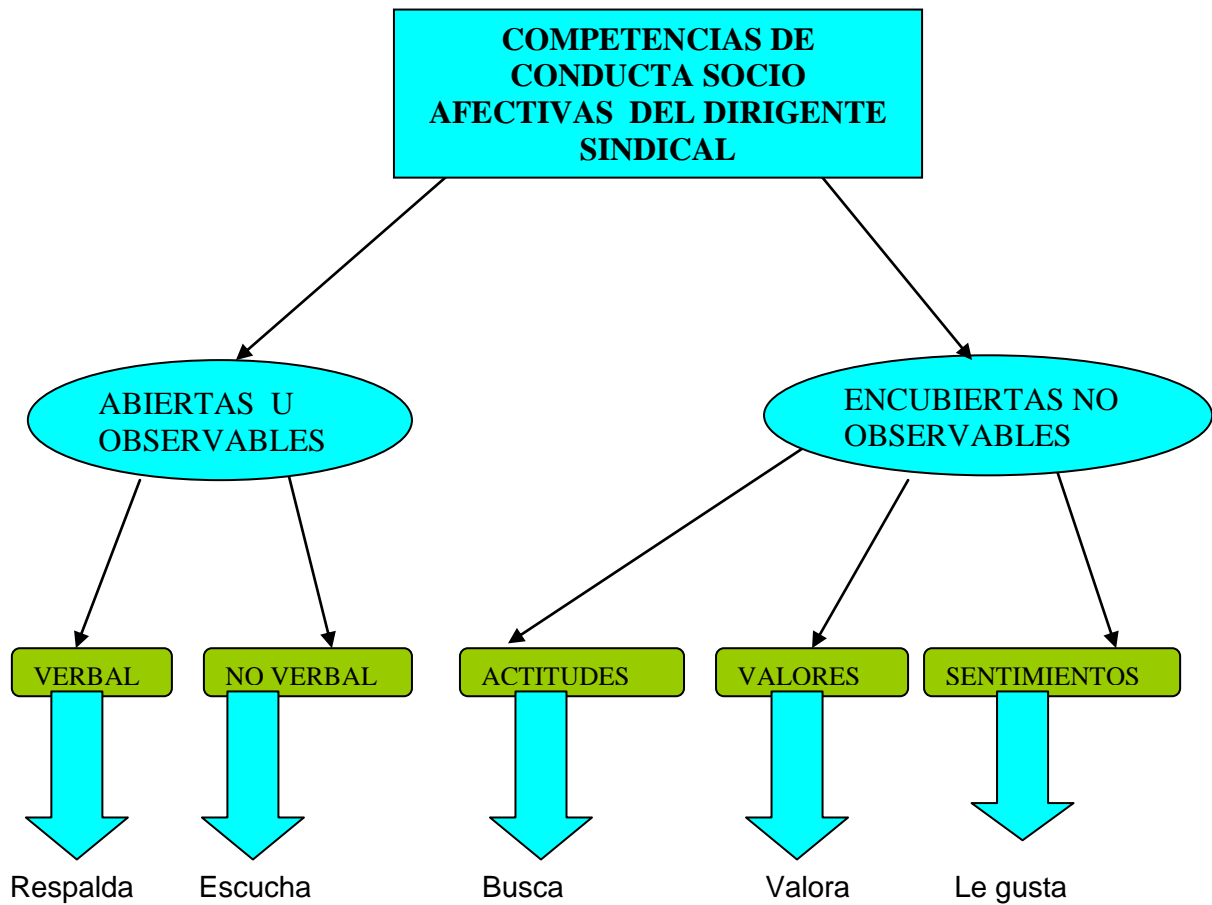 COMPETENCIAS DE
CONDUCTA SOCIO
AFECTIVAS DEL DIRIGENTE
SINDICAL
ABIERTAS U
OBSERVABLES
ENCUBIERTAS NO
OBSERVABLES
VERBAL
NO VERBAL
ACTITUDES
VALORES
SENTIMIENTOS
Respalda
Escucha
Busca
Valora
Le gusta